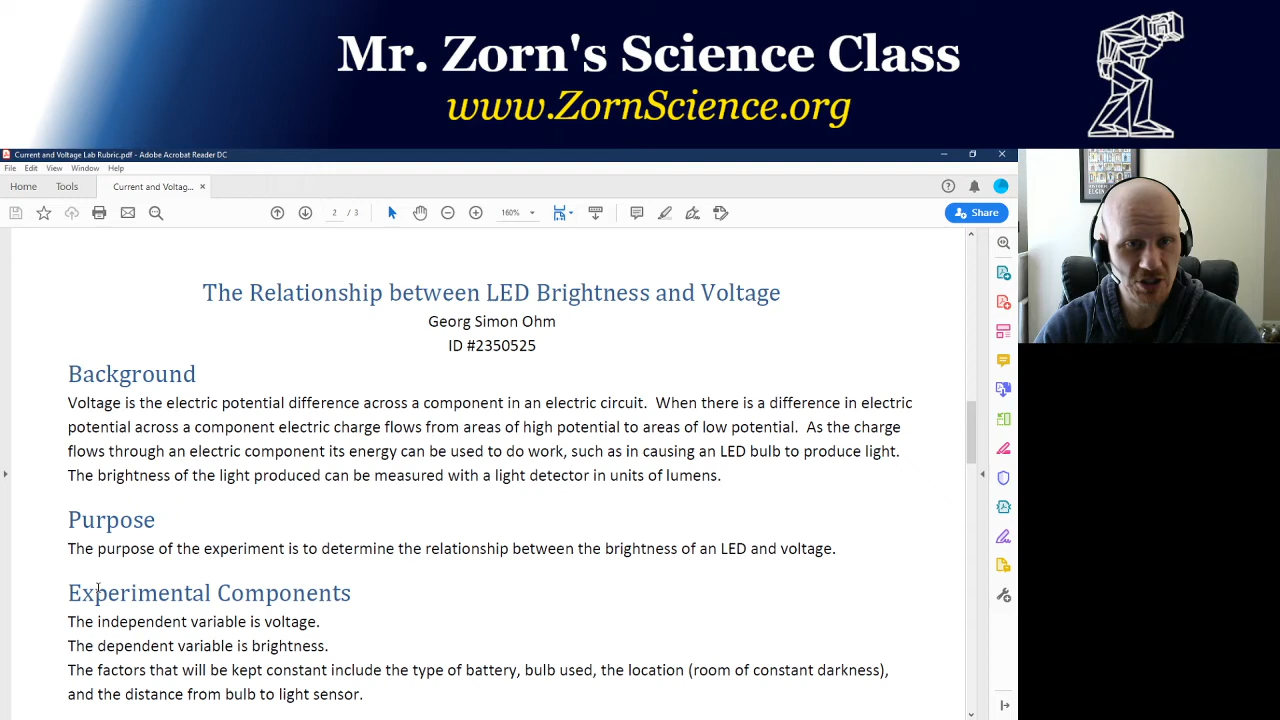 Mr. Zorn's Science Class
www.ZornScience.org
Current and Voltage Lab Rubric.pdf - Adobe Acrobat Reader DC
File Edit View Window Help
Home Tools Current and Voltag... ×
2 / 3 160% Share
The Relationship between LED Brightness and Voltage
Georg Simon Ohm
ID #2350525
Background
Voltage is the electric potential difference across a component in an electric circuit.  When there is a difference in electric
potential across a component electric charge flows from areas of high potential to areas of low potential.  As the charge
flows through an electric component its energy can be used to do work, such as in causing an LED bulb to produce light.
The brightness of the light produced can be measured with a light detector in units of lumens.
Purpose
The purpose of the experiment is to determine the relationship between the brightness of an LED and voltage.
Experimental Components
The independent variable is voltage.
The dependent variable is brightness.
The factors that will be kept constant include the type of battery, bulb used, the location (room of constant darkness),
and the distance from bulb to light sensor.